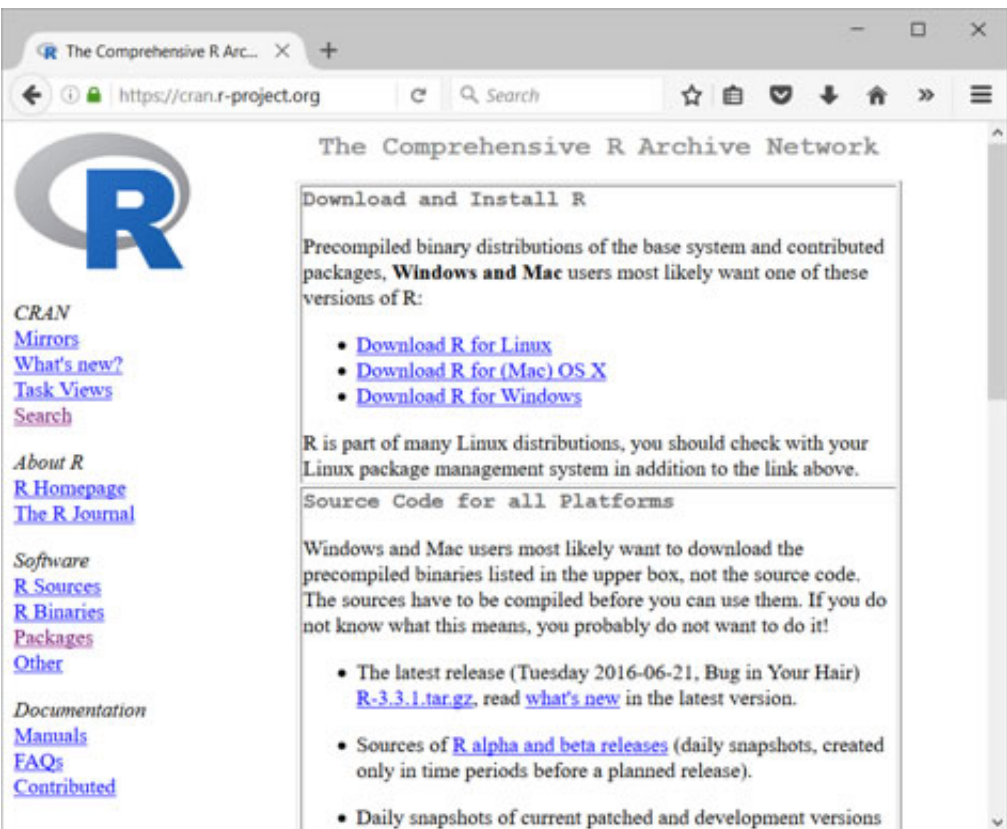 The Comprehensive R Arc...
https://cran.r-project.org
Search
R
CRAN
Mirrors
What's new?
Task Views
Search
About R
R Homepage
The R Journal
Software
R Sources
R Binaries
Packages
Other
Documentation
Manuals
FAQs
Contributed
The Comprehensive R Archive Network
Download and Install R
Precompiled binary distributions of the base system and contributed
packages, Windows and Mac users most likely want one of these
versions of R:
• Download R for Linux
• Download R for (Mac) OS X
• Download R for Windows
R is part of many Linux distributions, you should check with your
Linux package management system in addition to the link above.
Source Code for all Platforms
Windows and Mac users most likely want to download the
precompiled binaries listed in the upper box, not the source code.
The sources have to be compiled before you can use them. If you do
not know what this means, you probably do not want to do it!
• The latest release (Tuesday 2016-06-21, Bug in Your Hair)
R-3.3.1.tar.gz, read what's new in the latest version.
• Sources of R alpha and beta releases (daily snapshots, created
only in time periods before a planned release).
• Daily snapshots of current patched and development versions